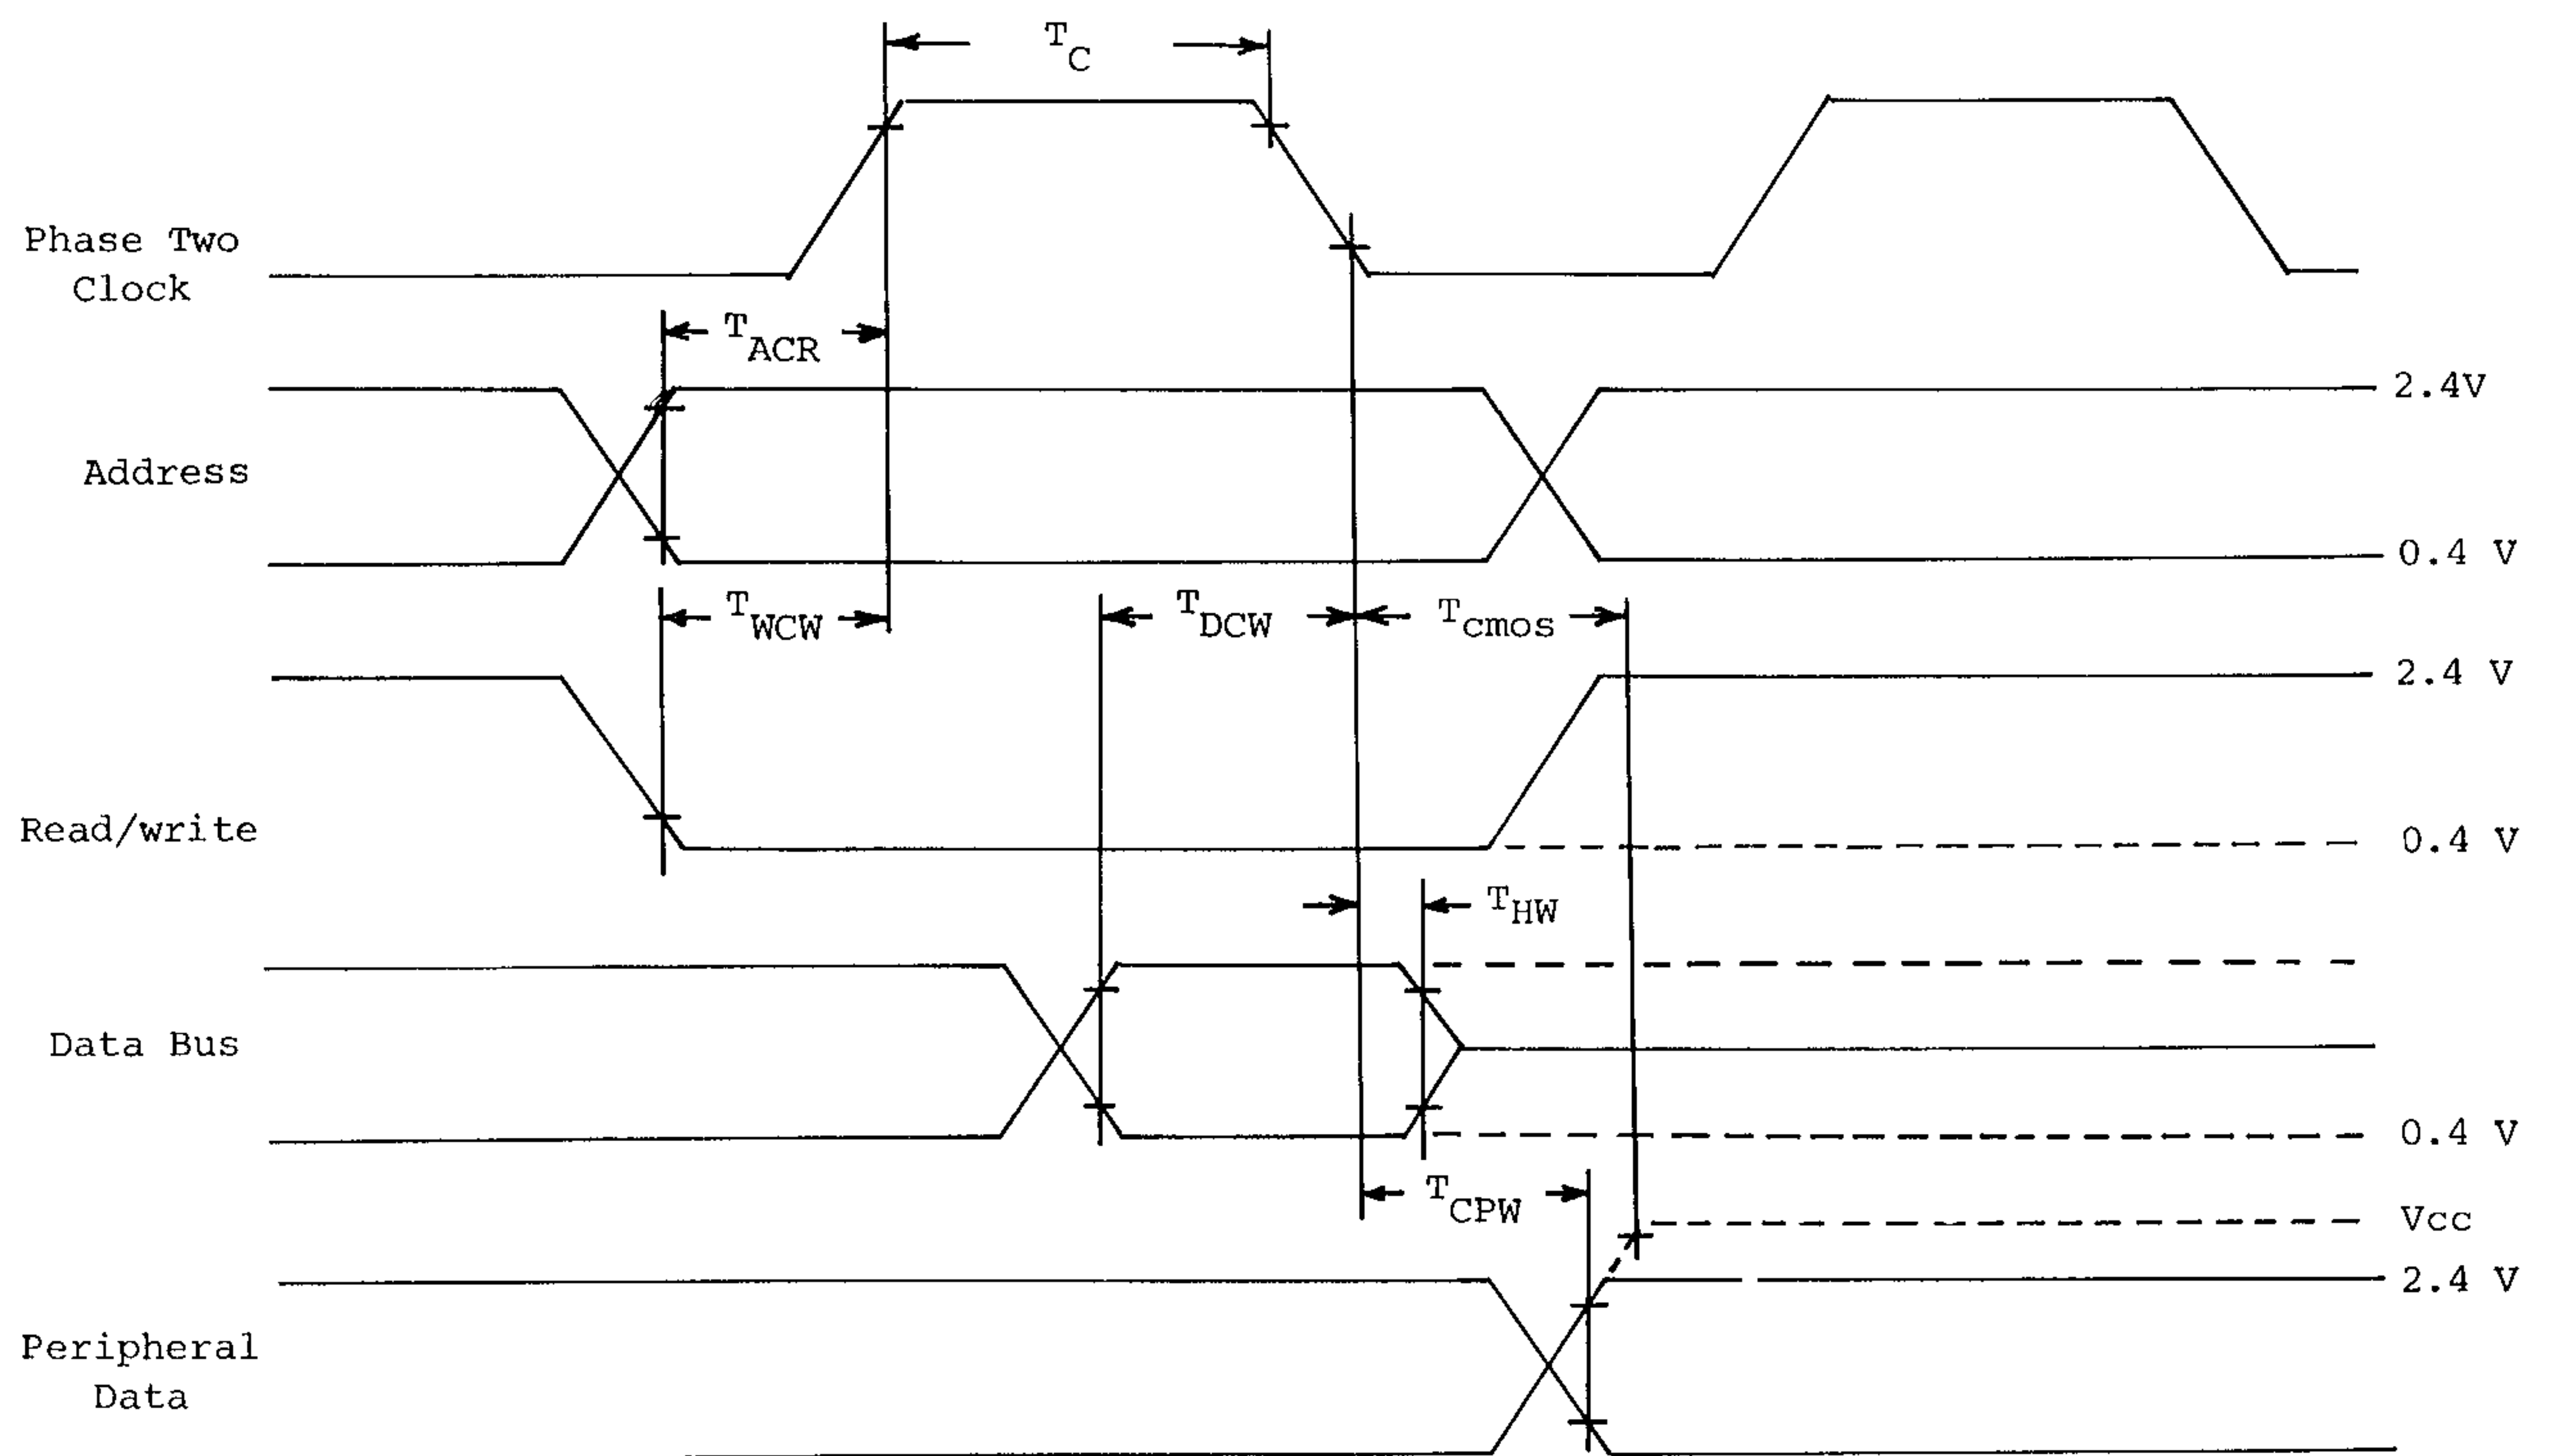 T_C
Phase Two
Clock
T_ACR
2.4V
Address
0.4 V
T_WCW
T_DCW
T_cmos
2.4 V
Read/write
0.4 V
T_HW
Data Bus
0.4 V
T_CPW
Vcc
2.4 V
Peripheral
Data